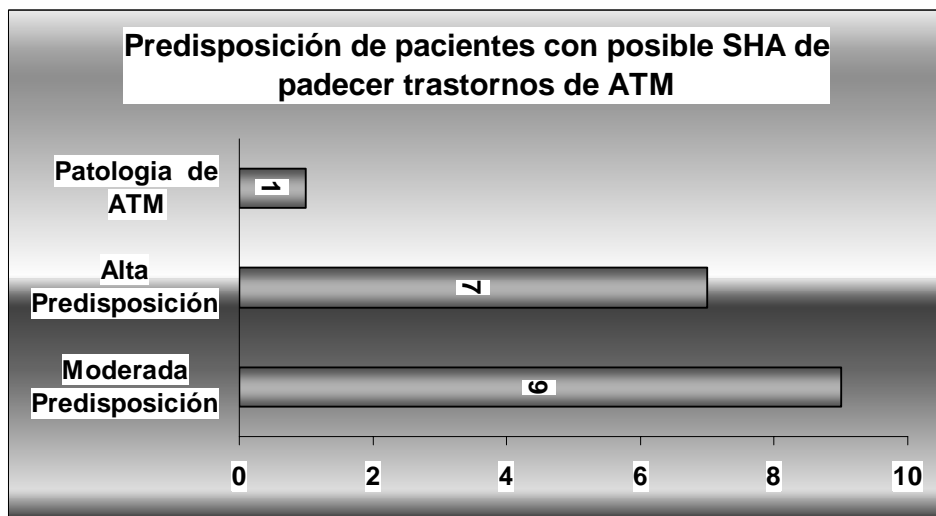 Predisposición de pacientes con posible SHA de
padecer trastornos de ATM
Patologia de
ATM
1
Alta
Predisposición
7
Moderada
Predisposición
9
0 2 4 6 8 10